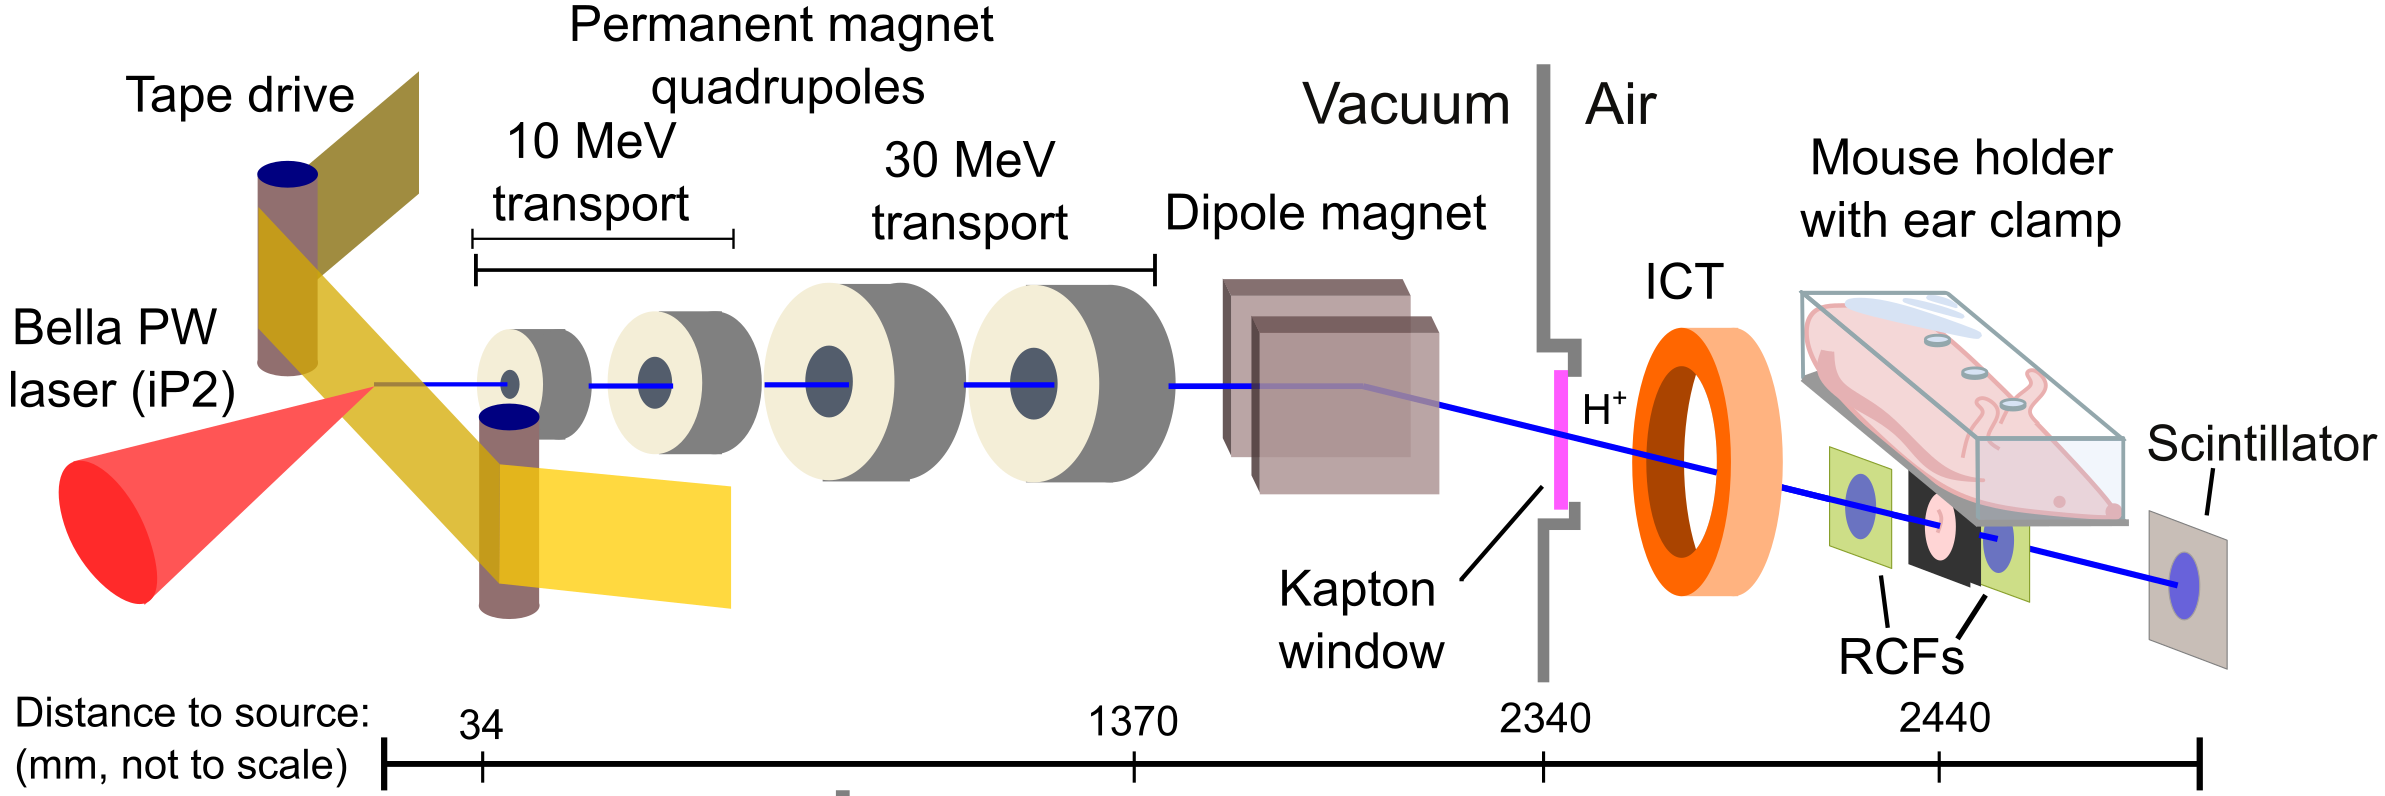 Permanent magnet
quadrupoles
Tape drive
10 MeV
transport
30 MeV
transport
Dipole magnet
Vacuum
Air
Mouse holder
with ear clamp
ICT
Bella PW
laser (iP2)
H⁺
Scintillator
Kapton
window
RCFs
Distance to source:
(mm, not to scale)
34
1370
2340
2440